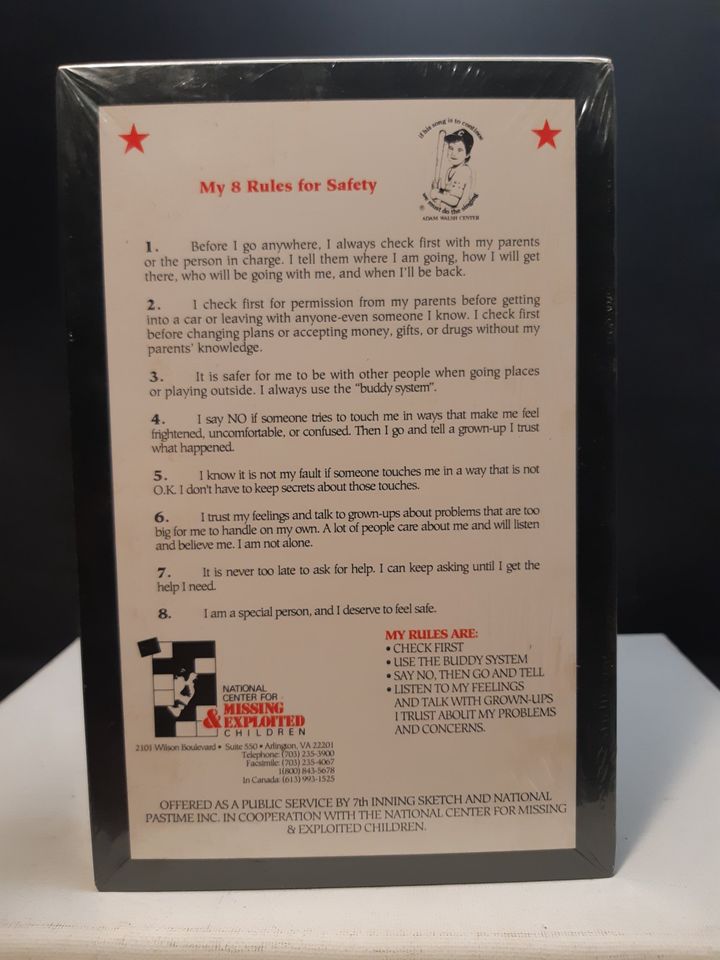 if his song is to continue
we must do the singing
®
ADAM WALSH CENTER
My 8 Rules for Safety
1. Before I go anywhere, I always check first with my parents
or the person in charge. I tell them where I am going, how I will get
there, who will be going with me, and when I'll be back.
2. I check first for permission from my parents before getting
into a car or leaving with anyone-even someone I know. I check first
before changing plans or accepting money, gifts, or drugs without my
parents' knowledge.
3. It is safer for me to be with other people when going places
or playing outside. I always use the "buddy system".
4. I say NO if someone tries to touch me in ways that make me feel
frightened, uncomfortable, or confused. Then I go and tell a grown-up I trust
what happened.
5. I know it is not my fault if someone touches me in a way that is not
O.K. I don't have to keep secrets about those touches.
6. I trust my feelings and talk to grown-ups about problems that are too
big for me to handle on my own. A lot of people care about me and will listen
and believe me. I am not alone.
7. It is never too late to ask for help. I can keep asking until I get the
help I need.
8. I am a special person, and I deserve to feel safe.
NATIONAL
CENTER FOR
MISSING
& EXPLOITED
CHILDREN
2101 Wilson Boulevard • Suite 550 • Arlington, VA 22201
Telephone: (703) 235-3900
Facsimile: (703) 235-4067
1(800) 843-5678
In Canada: (613) 993-1525
MY RULES ARE:
• CHECK FIRST
• USE THE BUDDY SYSTEM
• SAY NO, THEN GO AND TELL
• LISTEN TO MY FEELINGS
AND TALK WITH GROWN-UPS
I TRUST ABOUT MY PROBLEMS
AND CONCERNS.
OFFERED AS A PUBLIC SERVICE BY 7th INNING SKETCH AND NATIONAL
PASTIME INC. IN COOPERATION WITH THE NATIONAL CENTER FOR MISSING
& EXPLOITED CHILDREN.